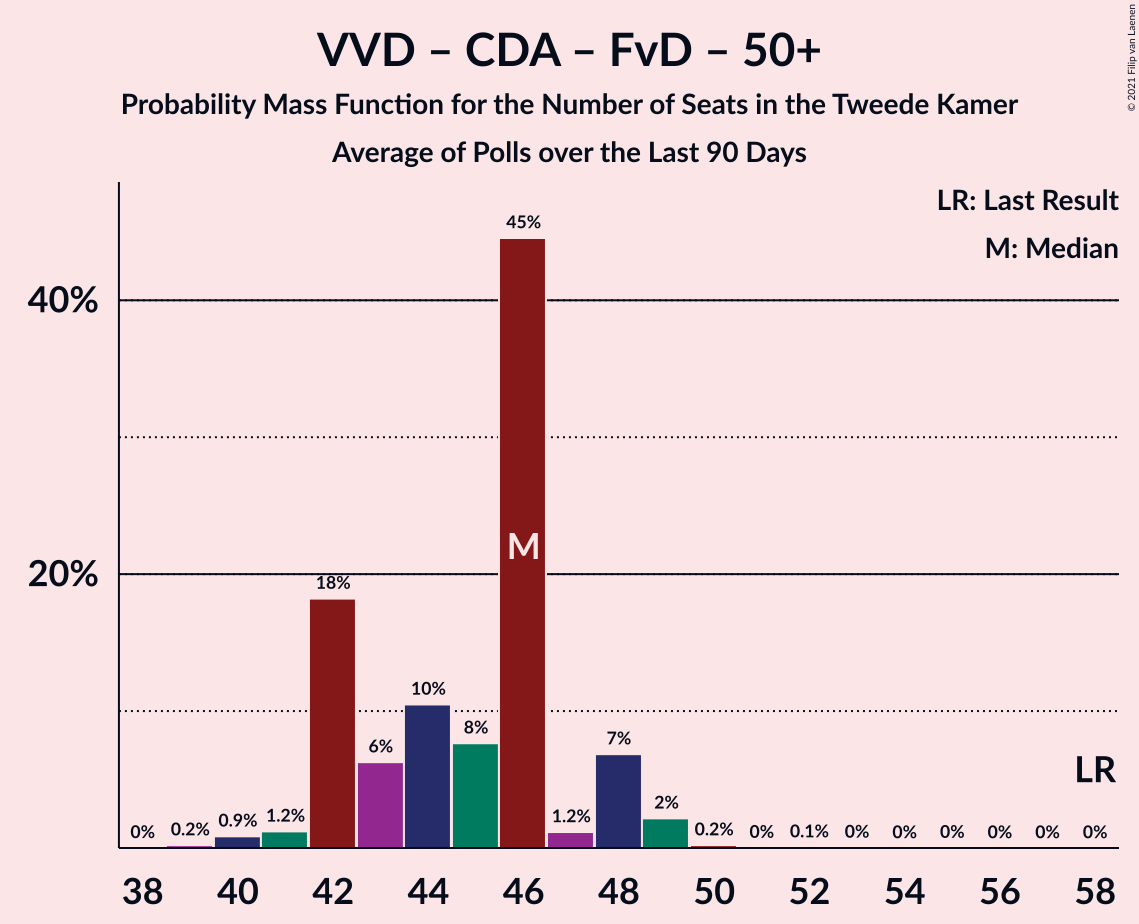 VVD – CDA – FvD – 50+
Probability Mass Function for the Number of Seats in the Tweede Kamer
Average of Polls over the Last 90 Days
© 2021 Filip van Laenen
LR: Last Result
M: Median
45%
40%
M
20%
18%
10%
8%
7%
6%
LR
2%
0% 0.2% 0.9% 1.2% 1.2% 0.2% 0% 0.1% 0% 0% 0% 0% 0% 0%
38 40 42 44 46 48 50 52 54 56 58